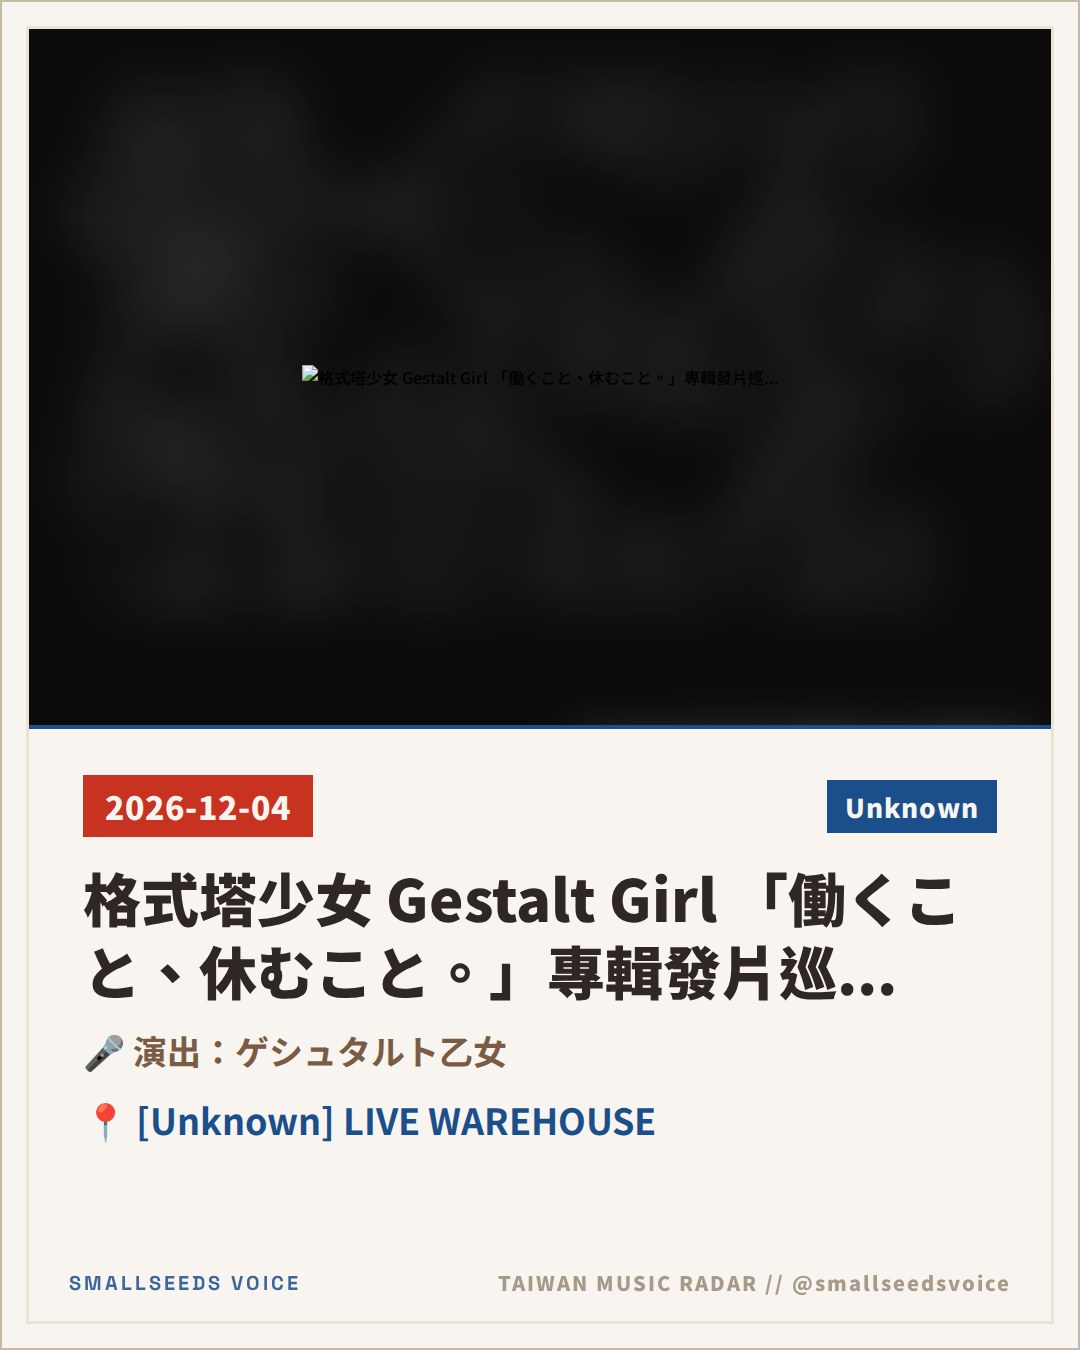 格式塔少女 Gestalt Girl 「働くこと、休むこと。」專輯發片巡...
2026-12-04
Unknown
格式塔少女 Gestalt Girl 「働くこ
と、休むこと。」專輯發片巡...
🎤 演出：ゲシュタルト乙女
📍 [Unknown] LIVE WAREHOUSE
SMALLSEEDS VOICE
TAIWAN MUSIC RADAR // @smallseedsvoice